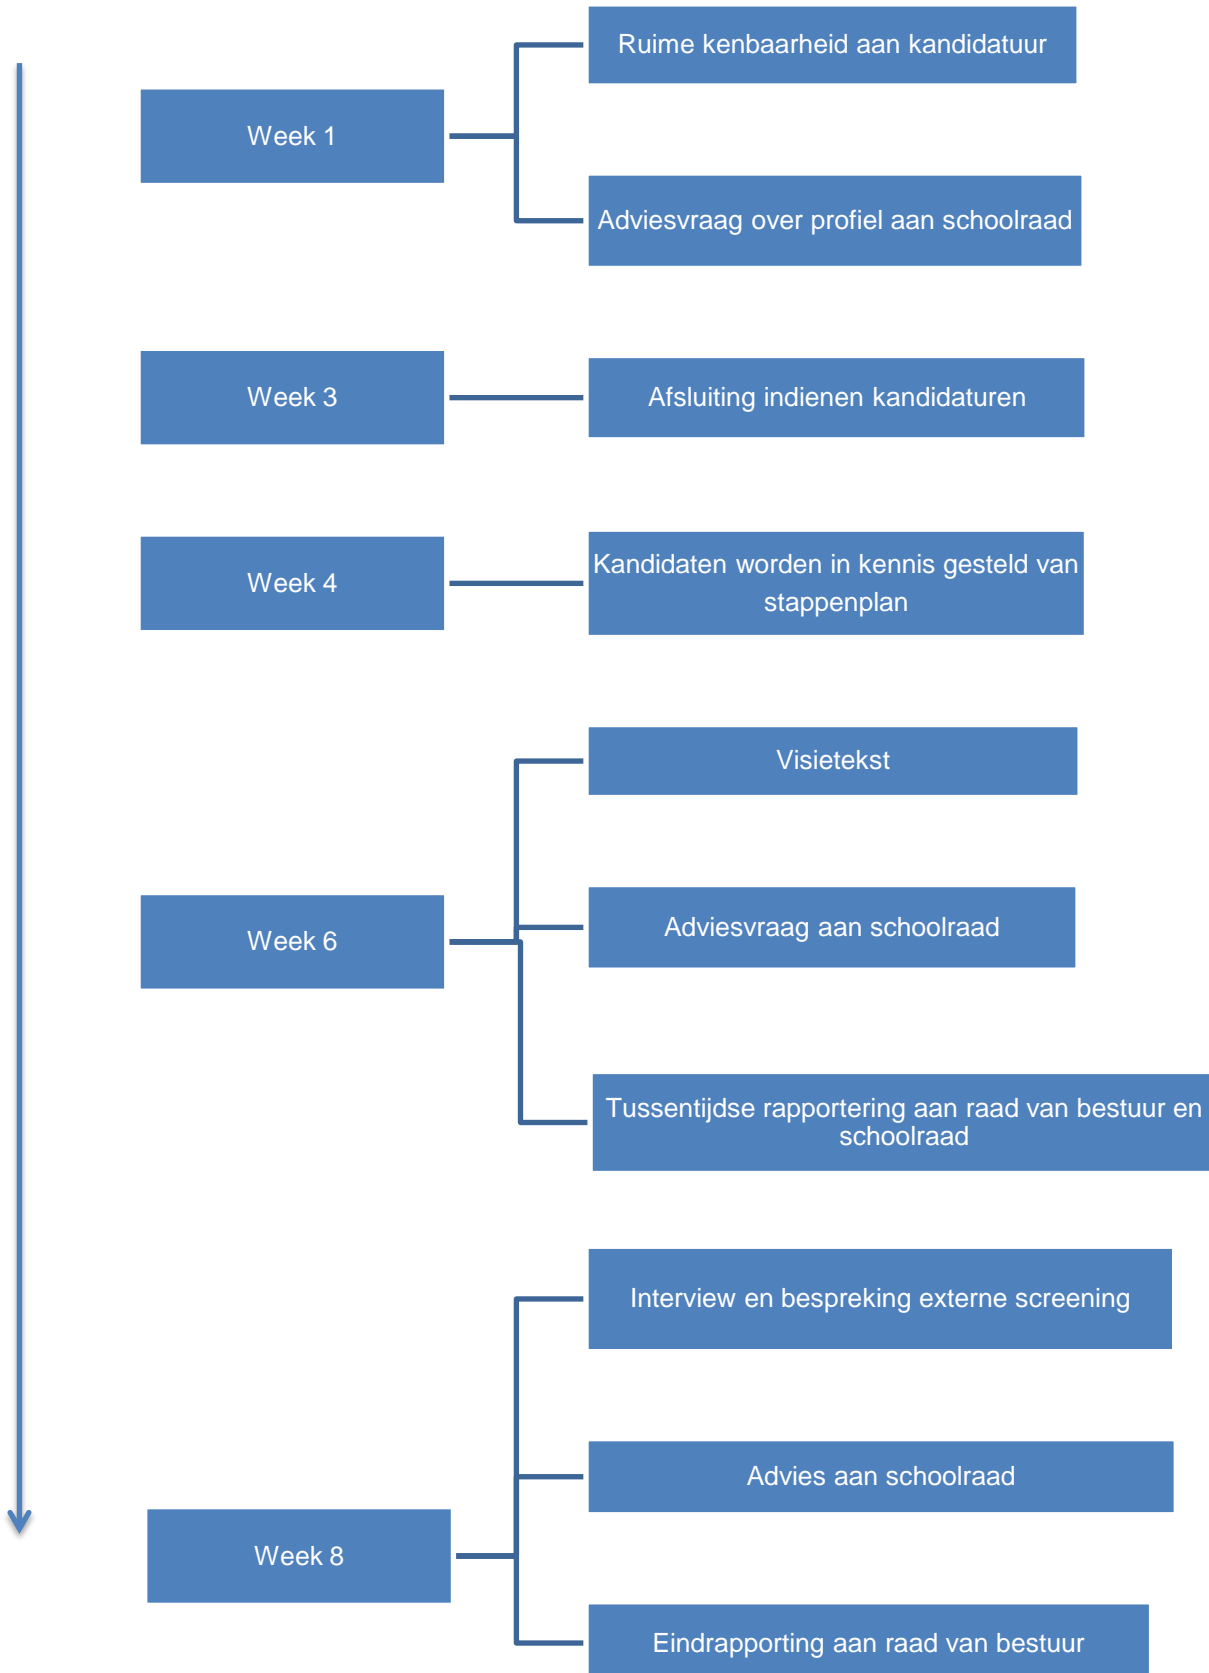 Ruime kenbaarheid aan kandidatuur
Week 1
Adviesvraag over profiel aan schoolraad
Week 3
Afsluiting indienen kandidaturen
Week 4
Kandidaten worden in kennis gesteld van
stappenplan
Visietekst
Week 6
Adviesvraag aan schoolraad
Tussentijdse rapportering aan raad van bestuur en
schoolraad
Interview en bespreking externe screening
Advies aan schoolraad
Week 8
Eindrapporting aan raad van bestuur